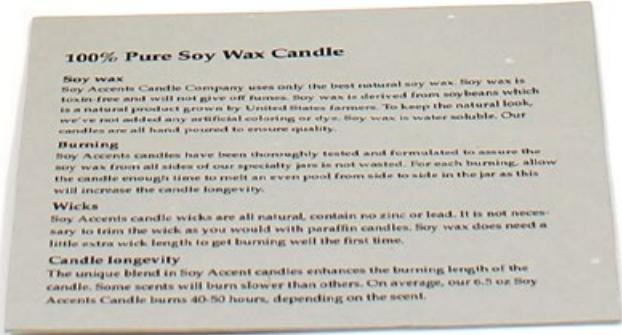 100% Pure Soy Wax Candle
Soy wax
Soy Accents Candle Company uses only the best natural soy wax. Soy wax is
toxin-free and will not give off fumes. Soy wax is derived from soybeans which
is a natural product grown by United States farmers. To keep the natural look,
we've not added any artificial coloring or dye. Soy wax is water soluble. Our
candles are all hand poured to ensure quality.
Burning
Soy Accents candles have been thoroughly tested and formulated to assure the
soy wax from all sides of our specialty jars is not wasted. For each burning, allow
the candle enough time to melt an even pool from side to side in the jar as this
will increase the candle longevity.
Wicks
Soy Accents candle wicks are all natural, contain no zinc or lead. It is not neces-
sary to trim the wick as you would with paraffin candles. Soy wax does need a
little extra wick length to get burning well the first time.
Candle longevity
The unique blend in Soy Accent candles enhances the burning length of the
candle. Some scents will burn slower than others. On average, our 6.5 oz Soy
Accents Candle burns 40-50 hours, depending on the scent.